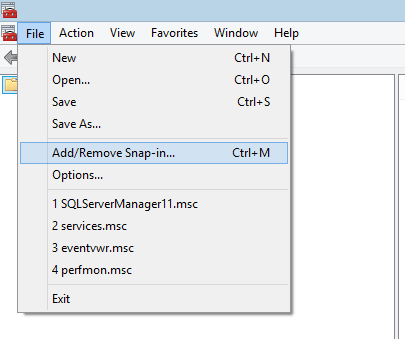 File Action View Favorites Window Help
New Ctrl+N
Open... Ctrl+O
Save Ctrl+S
Save As...
Add/Remove Snap-in... Ctrl+M
Options...
1 SQLServerManager11.msc
2 services.msc
3 eventvwr.msc
4 perfmon.msc
Exit